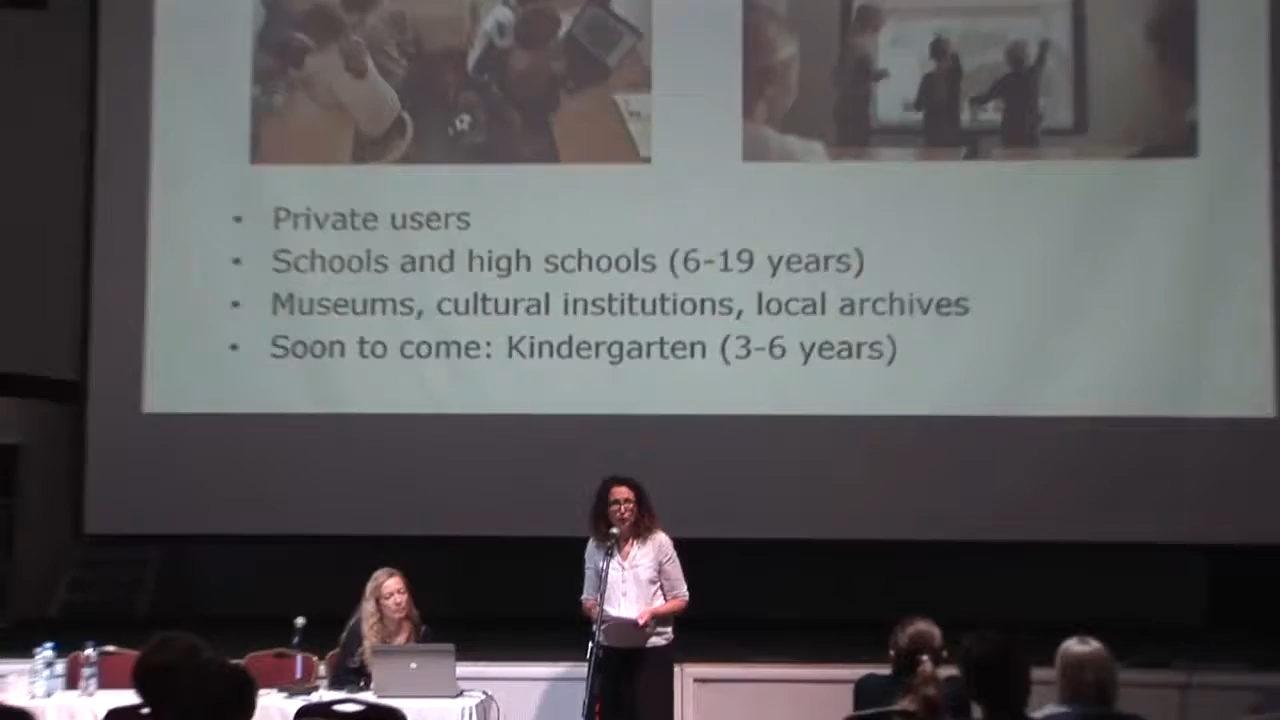 • Private users
• Schools and high schools (6-19 years)
• Museums, cultural institutions, local archives
• Soon to come: Kindergarten (3-6 years)